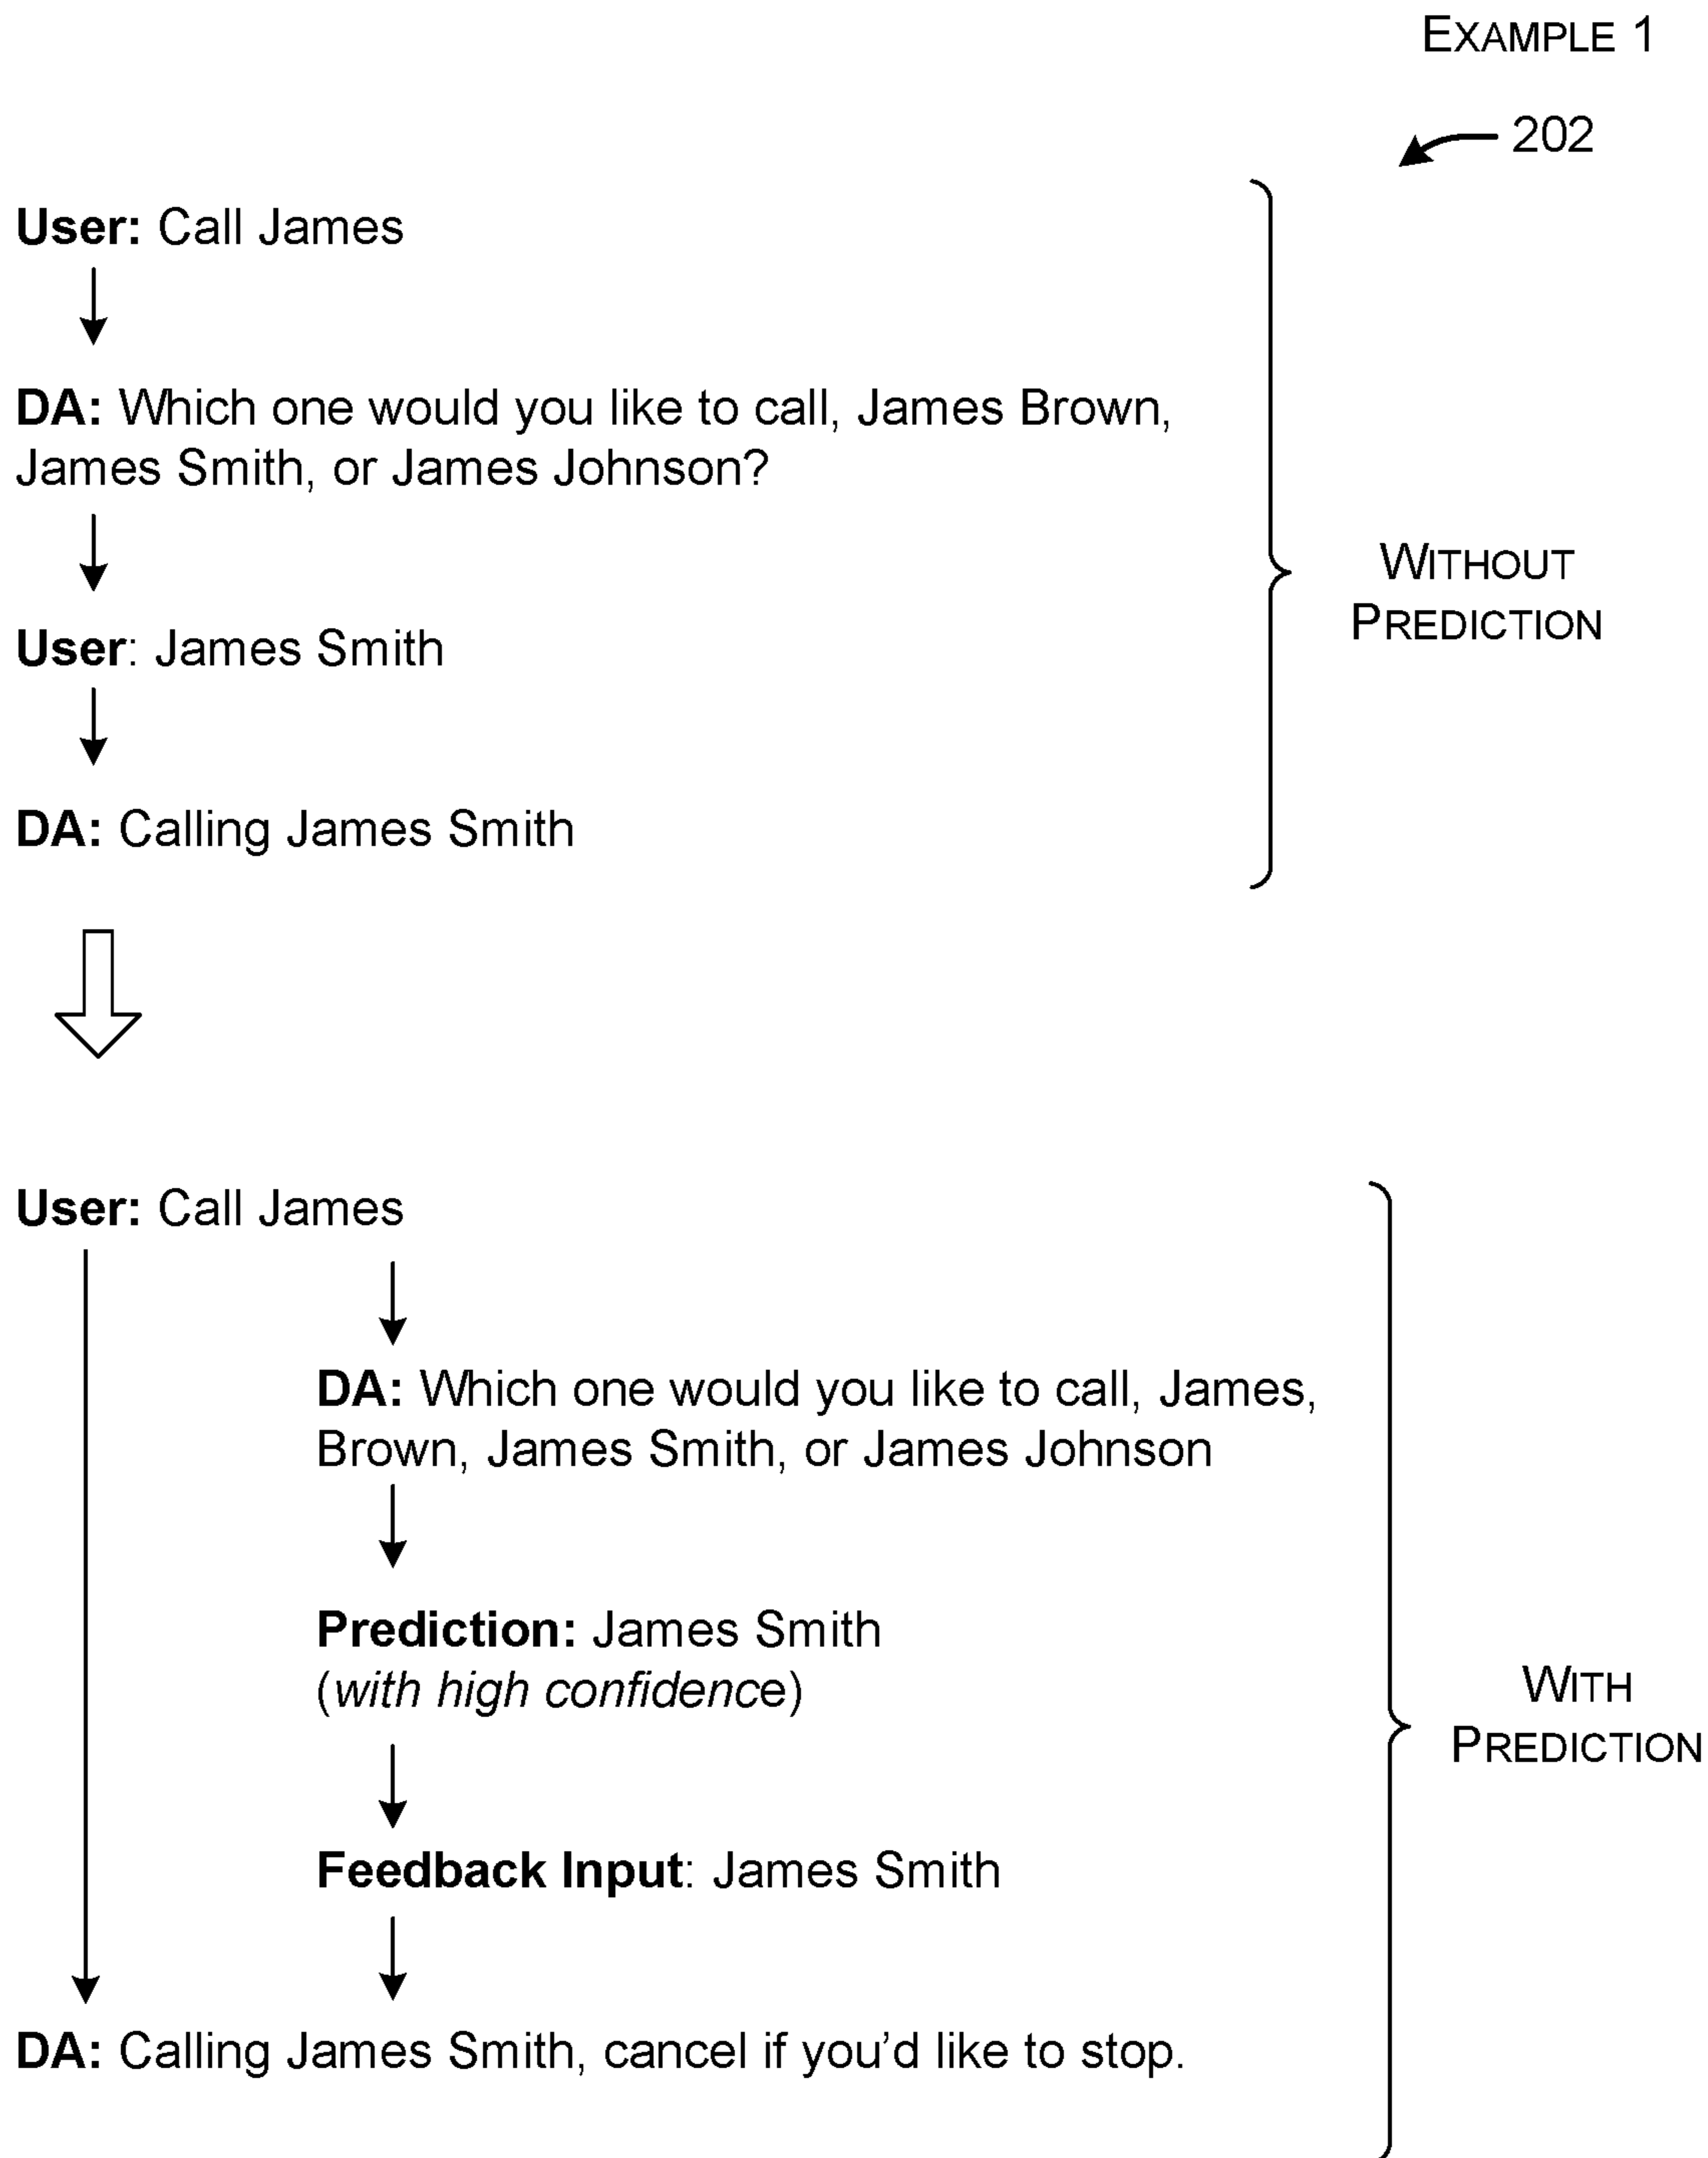 EXAMPLE 1
202
User: Call James
DA: Which one would you like to call, James Brown,
James Smith, or James Johnson?
User: James Smith
DA: Calling James Smith
WITHOUT
PREDICTION
User: Call James
DA: Which one would you like to call, James,
Brown, James Smith, or James Johnson
Prediction: James Smith
(with high confidence)
Feedback Input: James Smith
DA: Calling James Smith, cancel if you’d like to stop.
WITH
PREDICTION